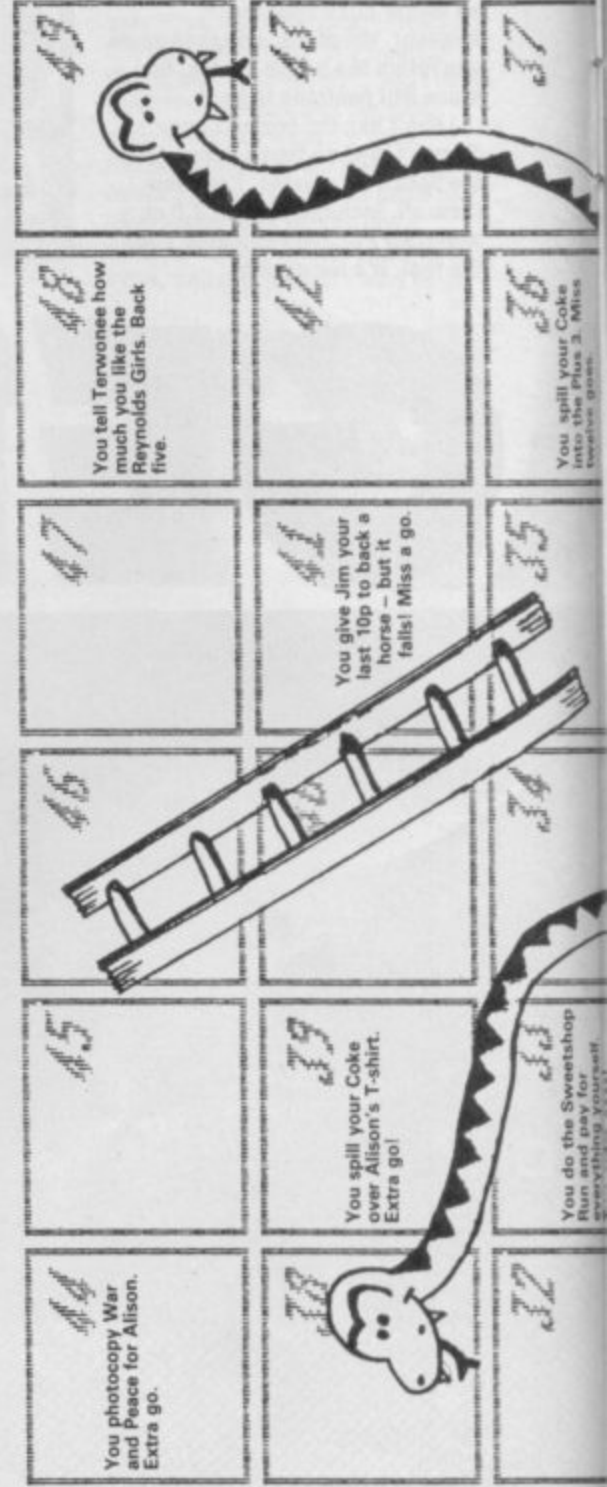 44
You photocopy War
and Peace for Alison.
Extra go.
45
46
47
48
You tell Terwonee how
much you like the
Reynolds Girls. Back
five.
49
38
39
You spill your Coke
over Alison's T-shirt.
Extra go!
40
41
You give Jim your
last 10p to back a
horse – but it
falls! Miss a go.
42
43
32
33
You do the Sweetshop
Run and pay for
everything yourself
34
35
36
You spill your Coke
into the Plus 3. Miss
twelve goes.
37